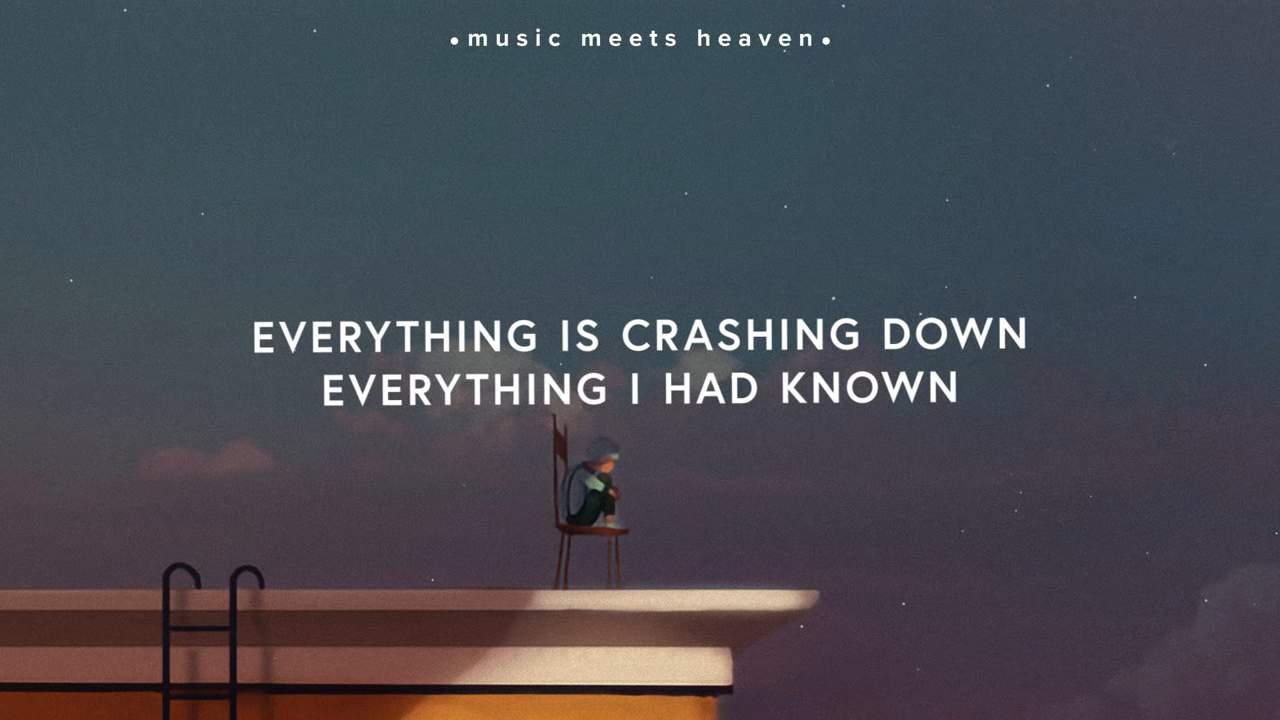 •music meets heaven•
EVERYTHING IS CRASHING DOWN
EVERYTHING I HAD KNOWN